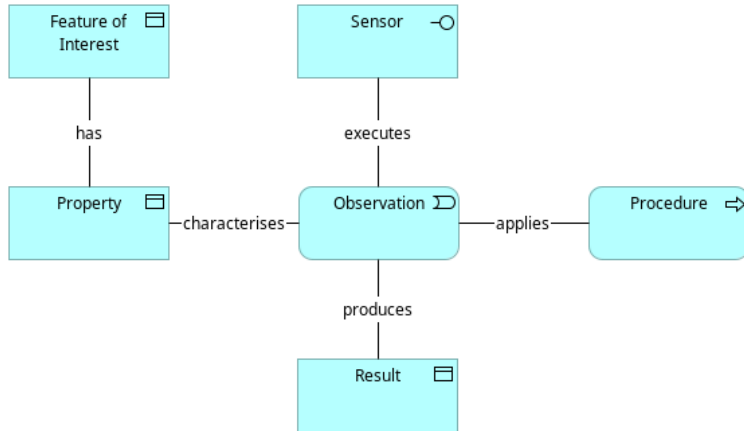 Feature of
Interest
Sensor
has
executes
Property
characterises
Observation
applies
Procedure
produces
Result